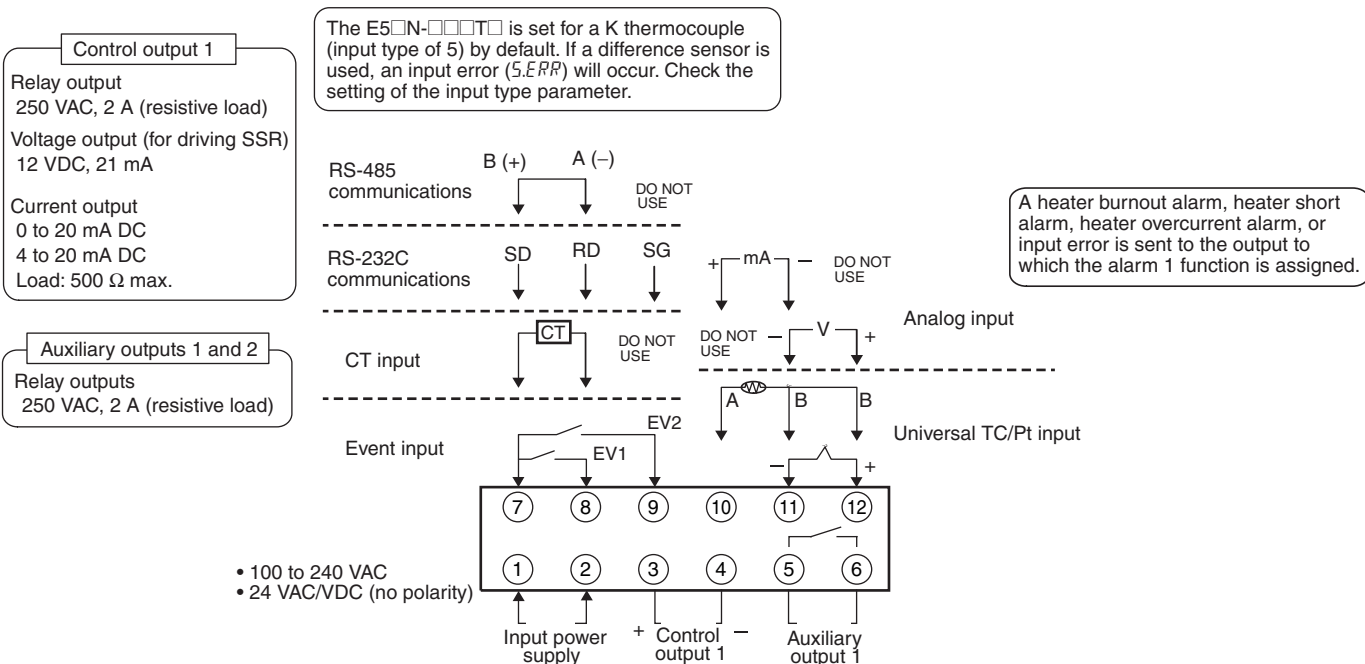 Control output 1
Relay output
250 VAC, 2 A (resistive load)
Voltage output (for driving SSR)
12 VDC, 21 mA
Current output
0 to 20 mA DC
4 to 20 mA DC
Load: 500 Ω max.
Auxiliary outputs 1 and 2
Relay outputs
250 VAC, 2 A (resistive load)
The E5□N-□□□T□ is set for a K thermocouple
(input type of 5) by default. If a difference sensor is
used, an input error (S.ERR) will occur. Check the
setting of the input type parameter.
A heater burnout alarm, heater short
alarm, heater overcurrent alarm, or
input error is sent to the output to
which the alarm 1 function is assigned.
RS-485
communications
B (+)
A (−)
DO NOT
USE
RS-232C
communications
SD
RD
SG
+
mA
−
DO NOT
USE
CT input
CT
DO NOT
USE
DO NOT
USE
−
V
+
Analog input
Event input
EV2
EV1
A
B
B
Universal TC/Pt input
−
+
7
8
9
10
11
12
1
2
3
4
5
6
• 100 to 240 VAC
• 24 VAC/VDC (no polarity)
Input power
supply
+
Control
output 1
−
Auxiliary
output 1